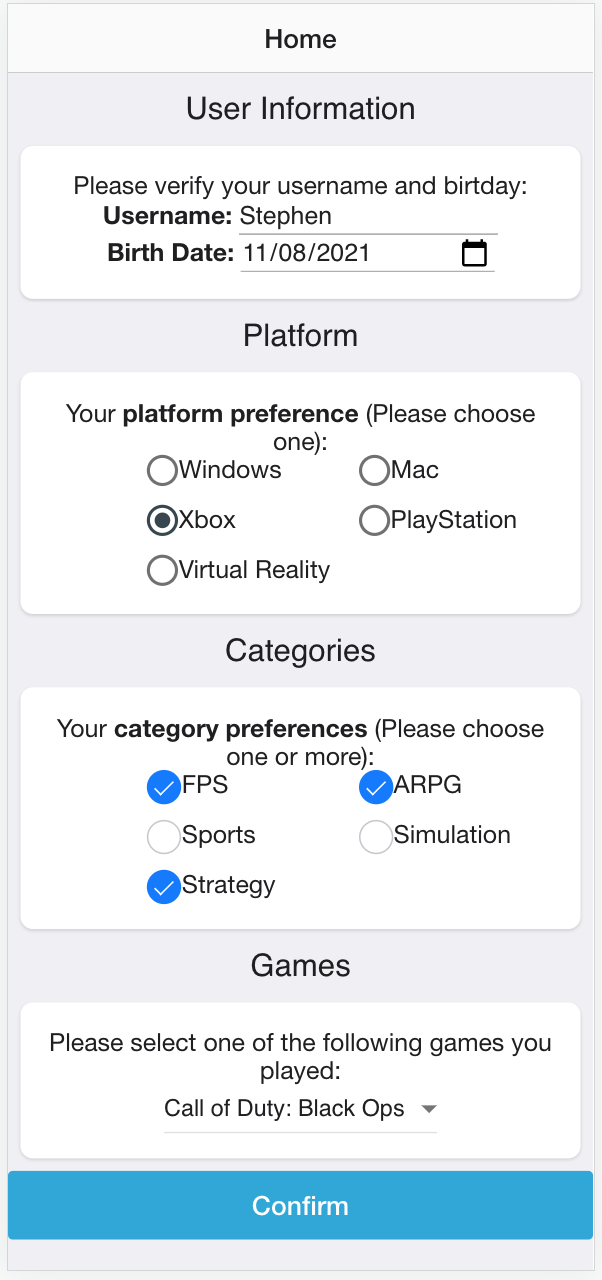 Home
User Information
Please verify your username and birtday:
Username: Stephen
Birth Date: 11/08/2021
Platform
Your platform preference (Please choose
one):
Windows Mac
Xbox PlayStation
Virtual Reality
Categories
Your category preferences (Please choose
one or more):
FPS ARPG
Sports Simulation
Strategy
Games
Please select one of the following games you
played:
Call of Duty: Black Ops
Confirm